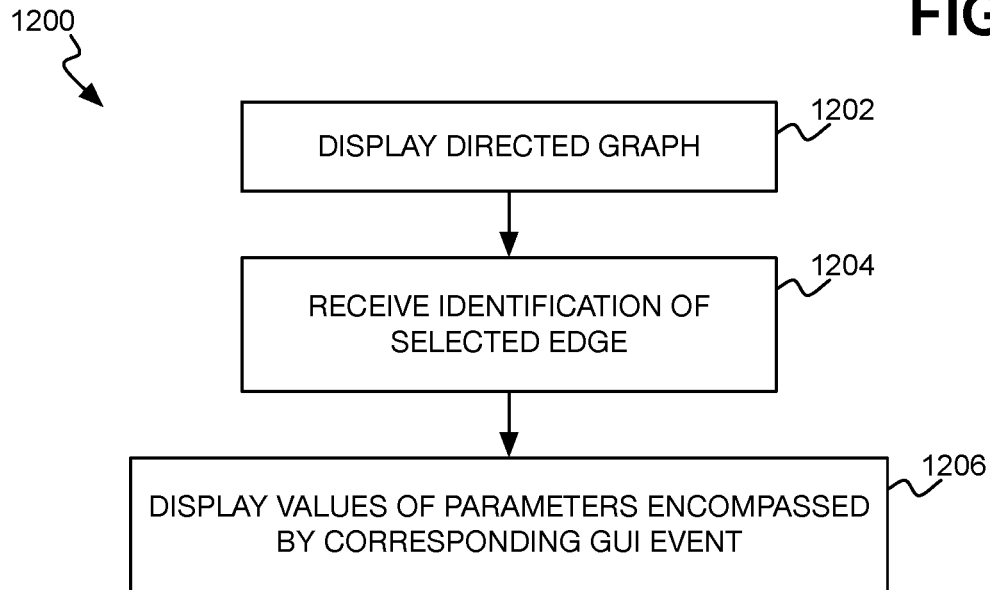 1200
FIG
1202
DISPLAY DIRECTED GRAPH
1204
RECEIVE IDENTIFICATION OF
SELECTED EDGE
1206
DISPLAY VALUES OF PARAMETERS ENCOMPASSED
BY CORRESPONDING GUI EVENT